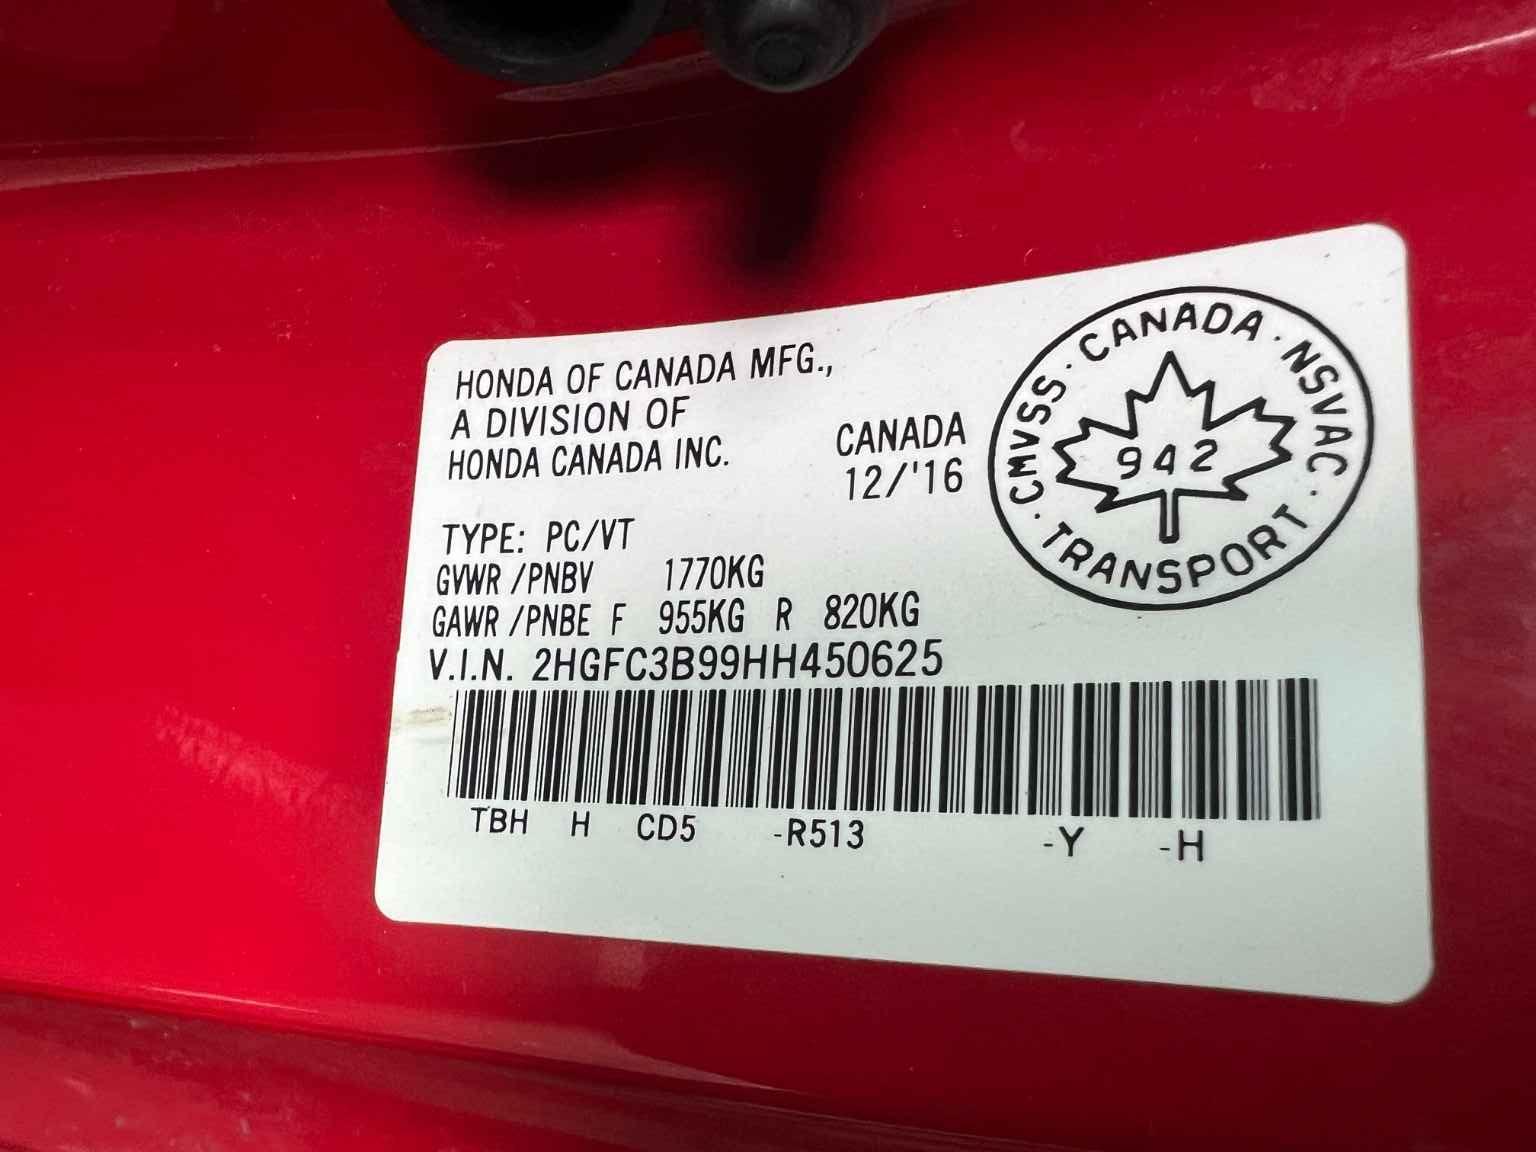 HONDA OF CANADA MFG.,
A DIVISION OF
HONDA CANADA INC.
CANADA
12/'16
CMVSS · CANADA · NSVAC · TRANSPORT ·
942
TYPE: PC/VT
GVWR /PNBV 1770KG
GAWR /PNBE F 955KG R 820KG
V.I.N. 2HGFC3B99HH450625
TBH H CD5 -R513 -Y -H